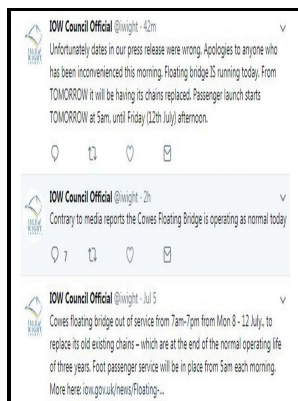 IOW Council Official @iwight · 42m
Unfortunately dates in our press release were wrong. Apologies to anyone who
has been inconvenienced this morning. Floating bridge IS running today. From
TOMORROW it will be having its chains replaced. Passenger launch starts
TOMORROW at 5am, until Friday (12th July) afternoon.
IOW Council Official @iwight · 2h
Contrary to media reports the Cowes Floating Bridge is operating as normal today
7
IOW Council Official @iwight · Jul 5
Cowes floating bridge out of service from 7am-7pm from Mon 8 - 12 July,. to
replace its old existing chains – which are at the end of the normal operating life
of three years. Foot passenger service will be in place from 5am each morning.
More here: iow.gov.uk/news/Floating-...